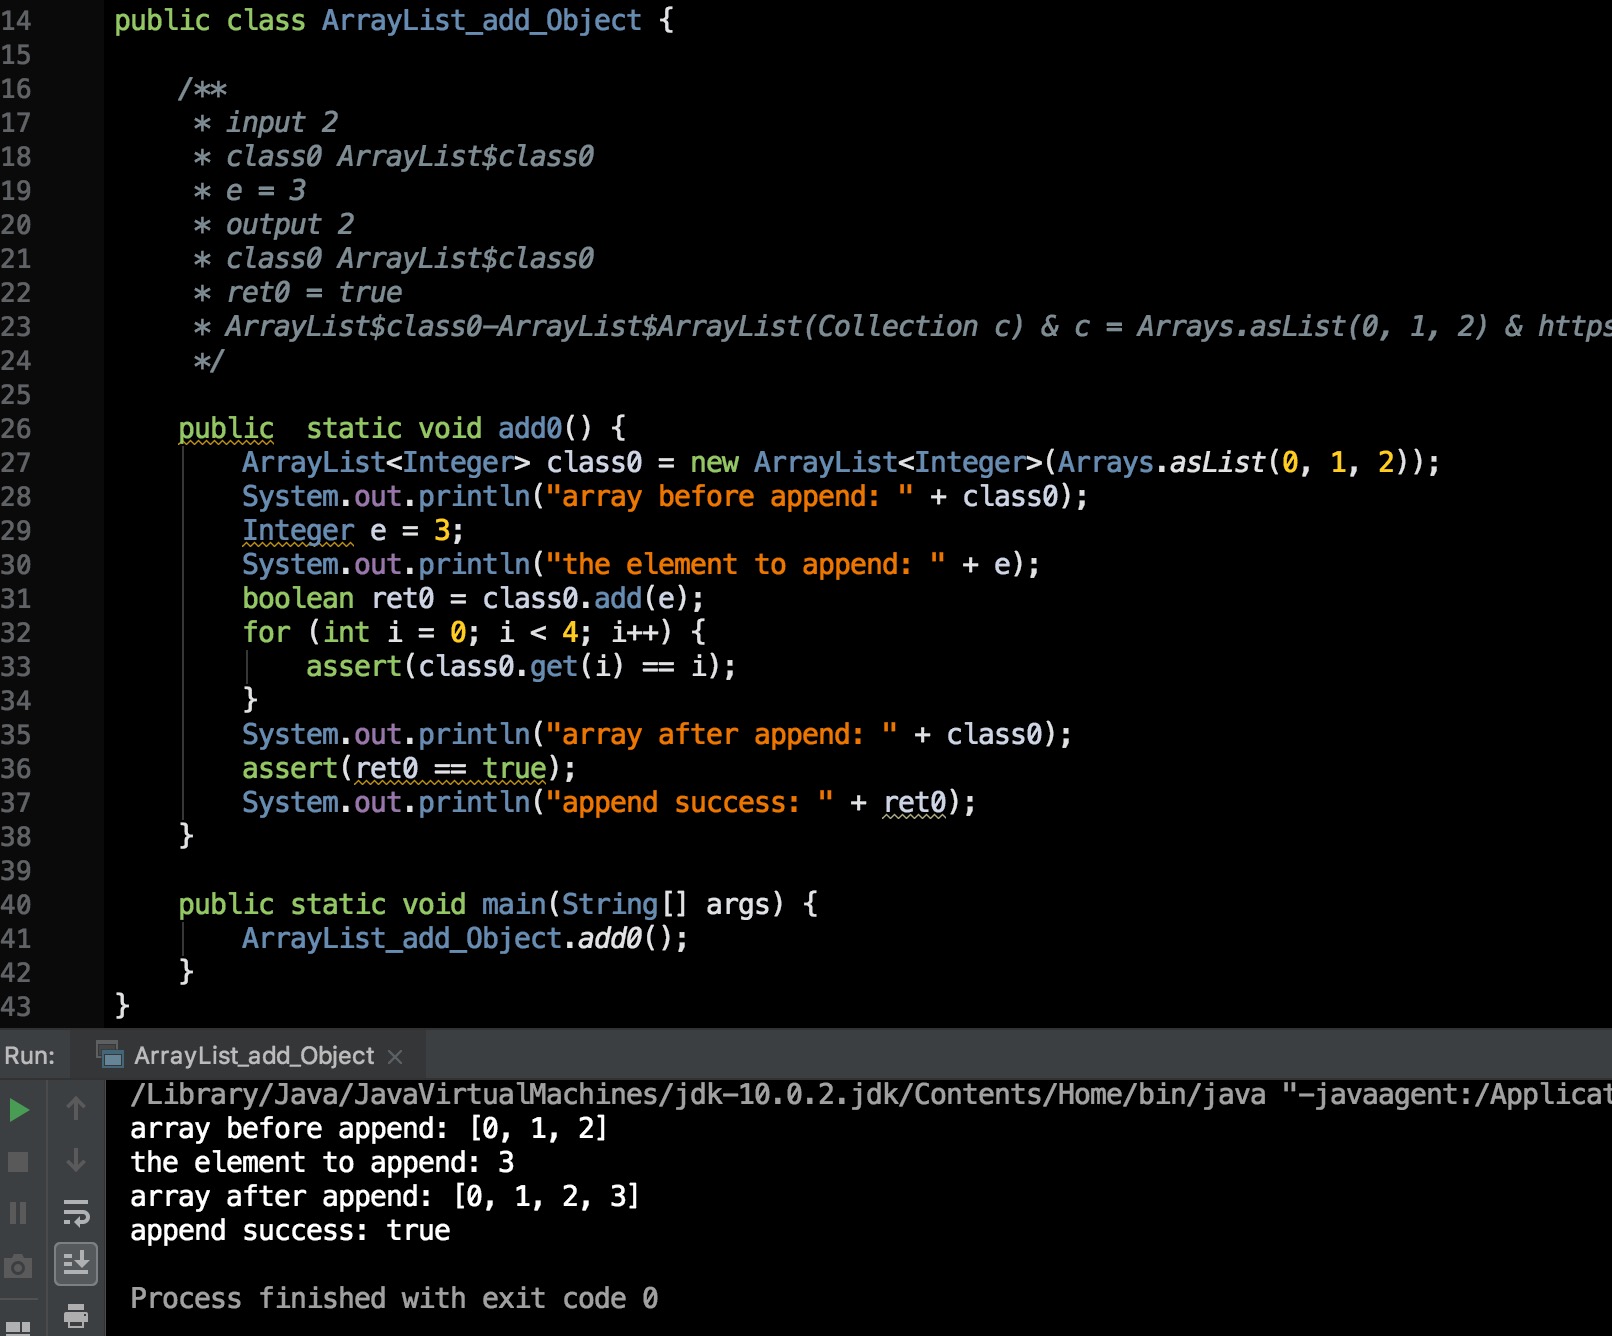 14 public class ArrayList_add_Object {
15
16 /**
17 * input 2
18 * class0 ArrayList$class0
19 * e = 3
20 * output 2
21 * class0 ArrayList$class0
22 * ret0 = true
23 * ArrayList$class0-ArrayList$ArrayList(Collection c) & c = Arrays.asList(0, 1, 2) & https
24 */
25
26 public  static void add0() {
27 ArrayList<Integer> class0 = new ArrayList<Integer>(Arrays.asList(0, 1, 2));
28 System.out.println("array before append: " + class0);
29 Integer e = 3;
30 System.out.println("the element to append: " + e);
31 boolean ret0 = class0.add(e);
32 for (int i = 0; i < 4; i++) {
33 assert(class0.get(i) == i);
34 }
35 System.out.println("array after append: " + class0);
36 assert(ret0 == true);
37 System.out.println("append success: " + ret0);
38 }
39
40 public static void main(String[] args) {
41 ArrayList_add_Object.add0();
42 }
43 }
Run: ArrayList_add_Object ×
/Library/Java/JavaVirtualMachines/jdk-10.0.2.jdk/Contents/Home/bin/java "-javaagent:/Applicat
array before append: [0, 1, 2]
the element to append: 3
array after append: [0, 1, 2, 3]
append success: true
Process finished with exit code 0